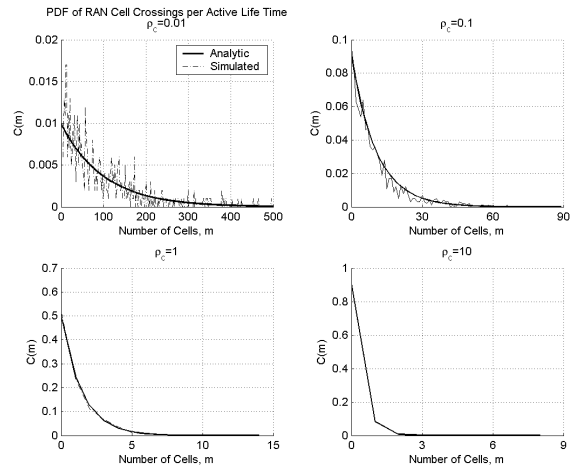 PDF of RAN Cell Crossings per Active Life Time
ρc=0.01
0.02
0.015
0.01
0.005
0
C(m)
0 100 200 300 400 500
Number of Cells, m
Analytic
Simulated
ρc=0.1
0.1
0.08
0.06
0.04
0.02
0
C(m)
0 30 60 90
Number of Cells, m
ρc=1
0.7
0.6
0.5
0.4
0.3
0.2
0.1
0
C(m)
0 5 10 15
Number of Cells, m
ρc=10
1
0.8
0.6
0.4
0.2
0
C(m)
0 3 6 9
Number of Cells, m